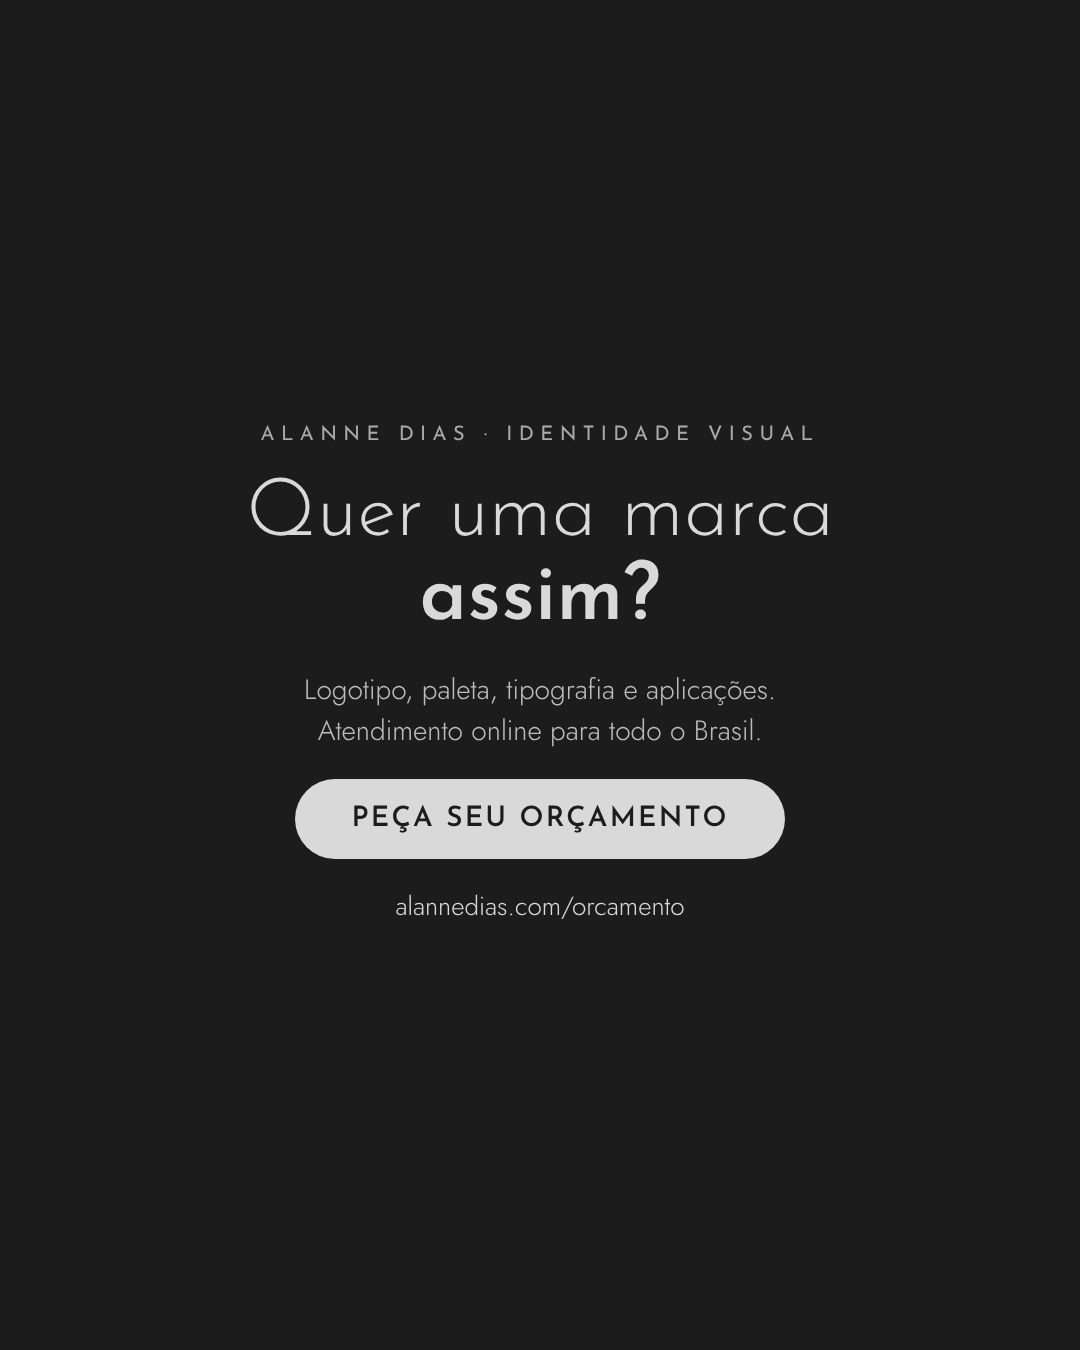 ALANNE DIAS · IDENTIDADE VISUAL
Quer uma marca
assim?
Logotipo, paleta, tipografia e aplicações.
Atendimento online para todo o Brasil.
PEÇA SEU ORÇAMENTO
alannedias.com/orcamento